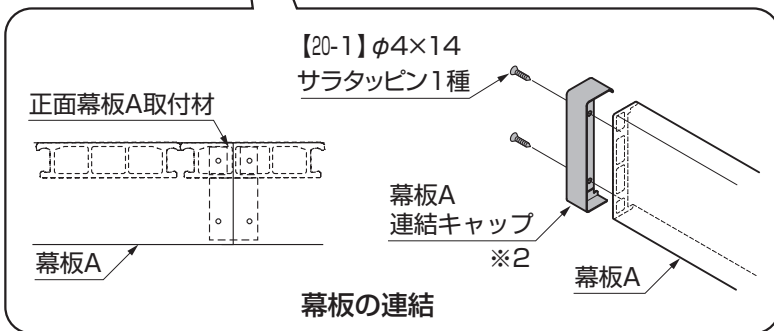 【20-1】φ4×14
サラタッピン1種
正面幕板A取付材
幕板A
連結キャップ
※2
幕板A
幕板A
幕板の連結